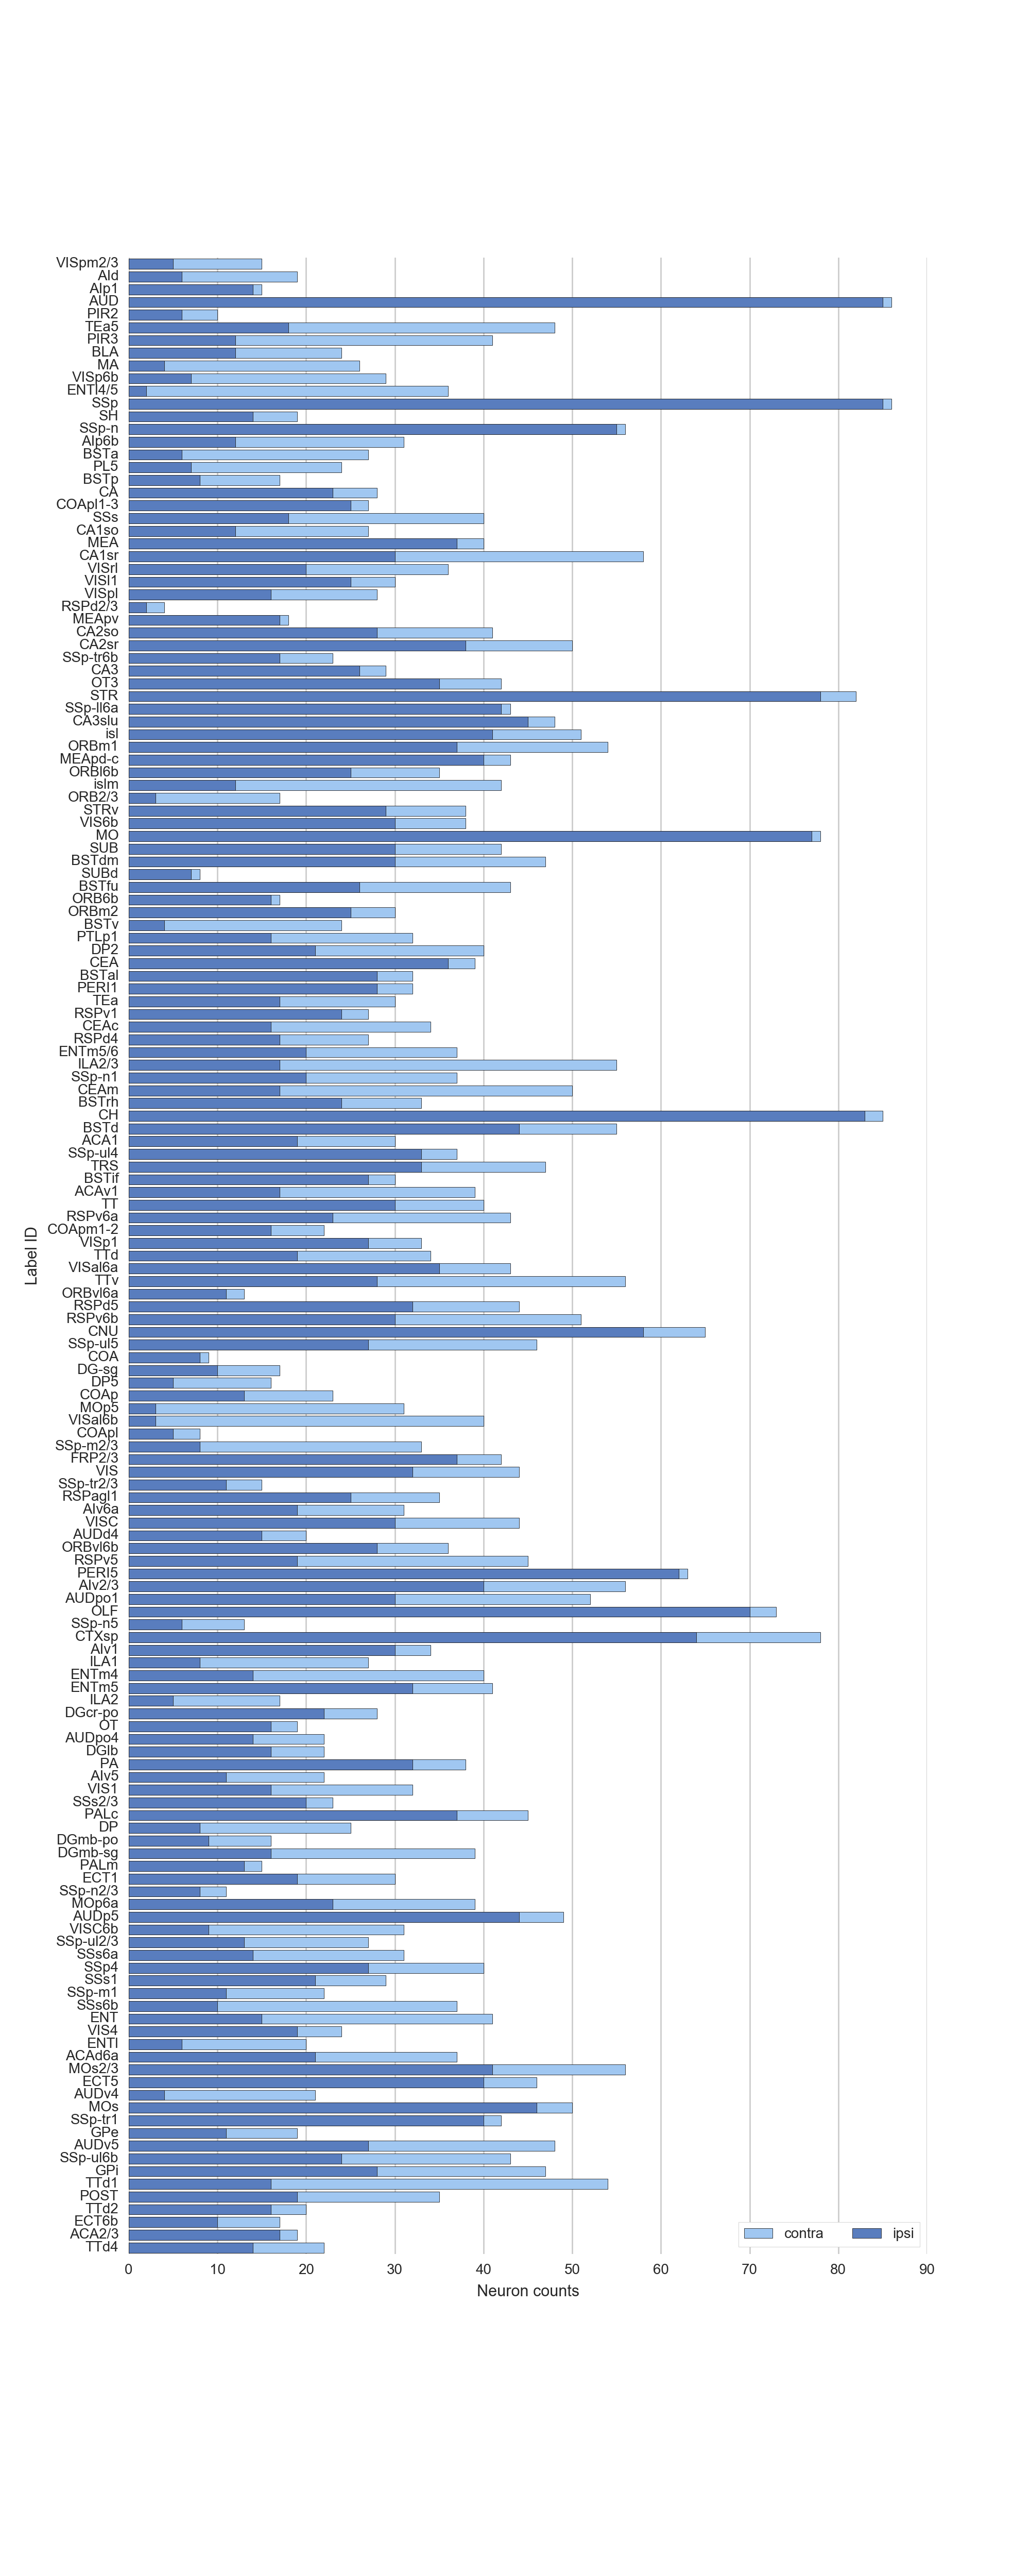 VISpm2/3
AId
AIp1
AUD
PIR2
TEa5
PIR3
BLA
MA
VISp6b
ENTl4/5
SSp
SH
SSp-n
AIp6b
BSTa
PL5
BSTp
CA
COApl1-3
SSs
CA1so
MEA
CA1sr
VISrl
VISl1
VISpl
RSPd2/3
MEApv
CA2so
CA2sr
SSp-tr6b
CA3
OT3
STR
SSp-ll6a
CA3slu
isl
ORBm1
MEApd-c
ORBl6b
islm
ORB2/3
STRv
VIS6b
MO
SUB
BSTdm
SUBd
BSTfu
ORB6b
ORBm2
BSTv
PTLp1
DP2
CEA
BSTal
PERI1
TEa
RSPv1
CEAc
RSPd4
ENTm5/6
ILA2/3
SSp-n1
CEAm
BSTrh
CH
BSTd
ACA1
SSp-ul4
TRS
BSTif
ACAv1
TT
RSPv6a
COApm1-2
VISp1
TTd
VISal6a
TTv
ORBvl6a
RSPd5
RSPv6b
CNU
SSp-ul5
COA
DG-sg
DP5
COAp
MOp5
VISal6b
COApl
SSp-m2/3
FRP2/3
VIS
SSp-tr2/3
RSPagl1
AIv6a
VISC
AUDd4
ORBvl6b
RSPv5
PERI5
AIv2/3
AUDpo1
OLF
SSp-n5
CTXsp
AIv1
ILA1
ENTm4
ENTm5
ILA2
DGcr-po
OT
AUDpo4
DGlb
PA
AIv5
VIS1
SSs2/3
PALc
DP
DGmb-po
DGmb-sg
PALm
ECT1
SSp-n2/3
MOp6a
AUDp5
VISC6b
SSp-ul2/3
SSs6a
SSp4
SSs1
SSp-m1
SSs6b
ENT
VIS4
ENTl
ACAd6a
MOs2/3
ECT5
AUDv4
MOs
SSp-tr1
GPe
AUDv5
SSp-ul6b
GPi
TTd1
POST
TTd2
ECT6b
ACA2/3
TTd4
Label ID
contra ipsi
0 10 20 30 40 50 60 70 80 90
Neuron counts